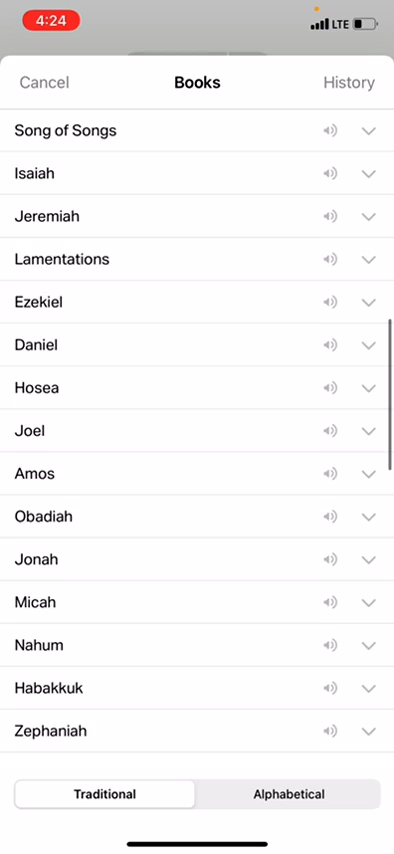 4:24 LTE
Cancel Books History
Song of Songs
Isaiah
Jeremiah
Lamentations
Ezekiel
Daniel
Hosea
Joel
Amos
Obadiah
Jonah
Micah
Nahum
Habakkuk
Zephaniah
Traditional Alphabetical